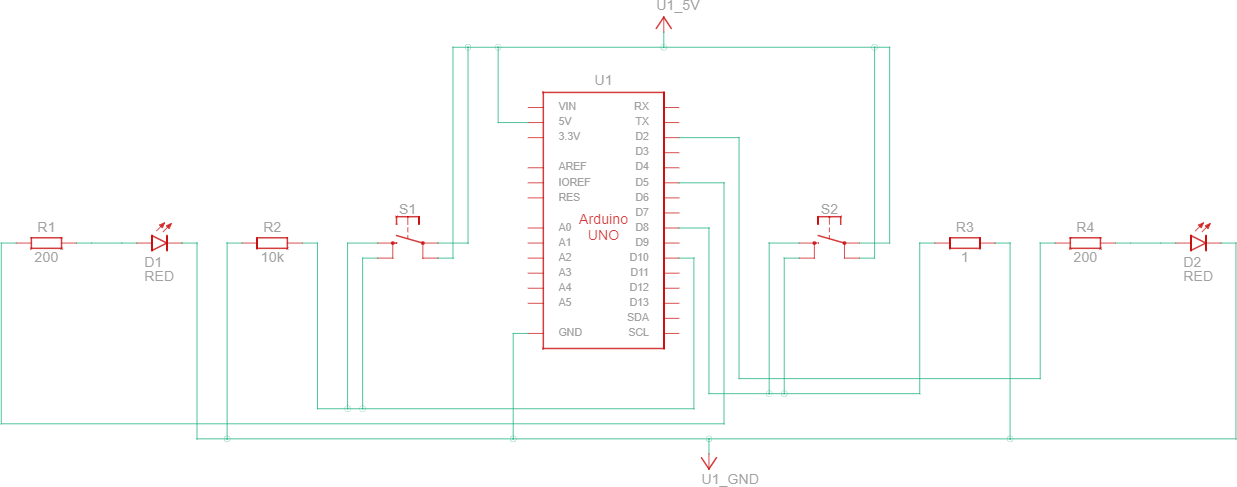 U1_5V
U1
VIN
5V
3.3V
AREF
IOREF
RES
A0
A1
A2
A3
A4
A5
GND
RX
TX
D2
D3
D4
D5
D6
D7
D8
D9
D10
D11
D12
D13
SDA
SCL
Arduino
UNO
R1
200
D1
RED
R2
10k
S1
S2
R3
1
R4
200
D2
RED
U1_GND